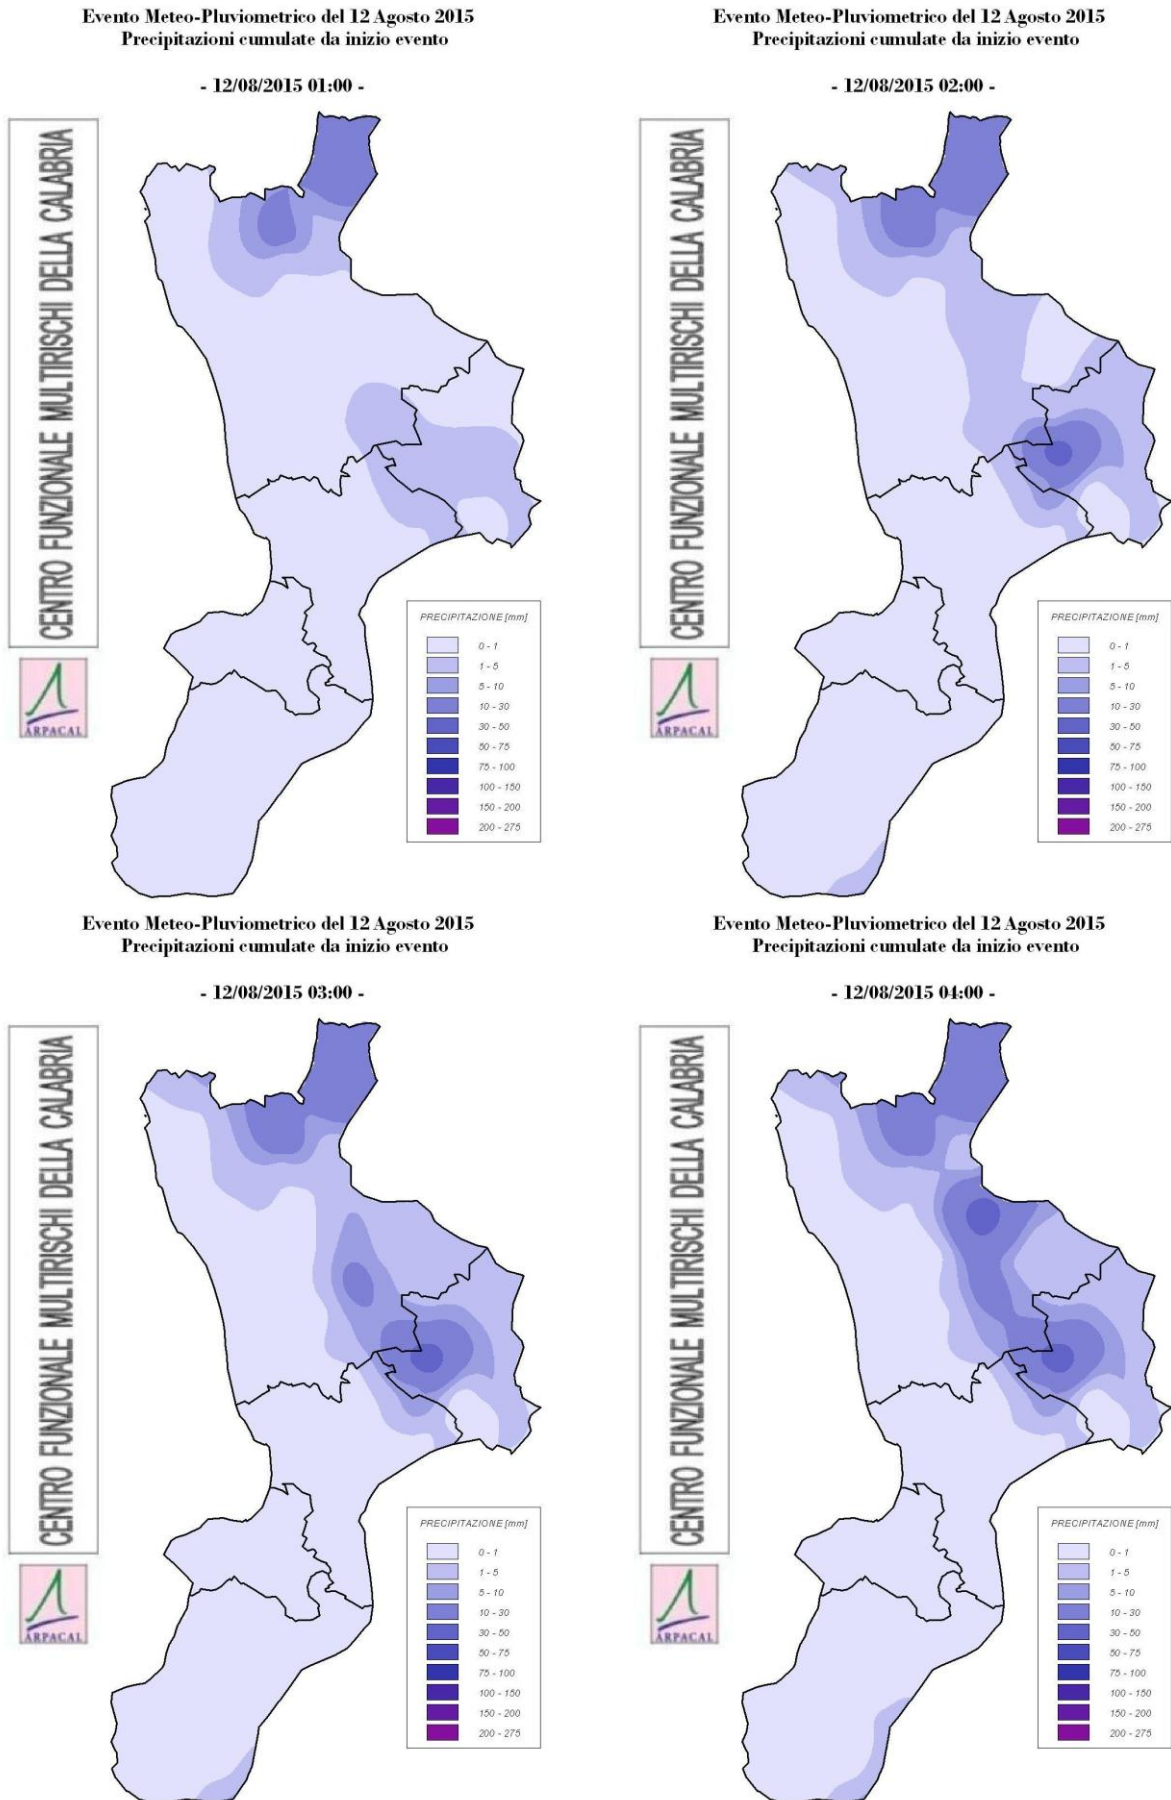 Evento Meteo-Pluviometrico del 12 Agosto 2015
Precipitazioni cumulate da inizio evento
- 12/08/2015 01:00 -
CENTRO FUNZIONALE MULTIRISCHI DELLA CALABRIA
ARPACAL
PRECIPITAZIONE [mm]
0 - 1
1 - 5
5 - 10
10 - 30
30 - 50
50 - 75
75 - 100
100 - 150
150 - 200
200 - 275
Evento Meteo-Pluviometrico del 12 Agosto 2015
Precipitazioni cumulate da inizio evento
- 12/08/2015 02:00 -
CENTRO FUNZIONALE MULTIRISCHI DELLA CALABRIA
ARPACAL
PRECIPITAZIONE [mm]
0 - 1
1 - 5
5 - 10
10 - 30
30 - 50
50 - 75
75 - 100
100 - 150
150 - 200
200 - 275
Evento Meteo-Pluviometrico del 12 Agosto 2015
Precipitazioni cumulate da inizio evento
- 12/08/2015 03:00 -
CENTRO FUNZIONALE MULTIRISCHI DELLA CALABRIA
ARPACAL
PRECIPITAZIONE [mm]
0 - 1
1 - 5
5 - 10
10 - 30
30 - 50
50 - 75
75 - 100
100 - 150
150 - 200
200 - 275
Evento Meteo-Pluviometrico del 12 Agosto 2015
Precipitazioni cumulate da inizio evento
- 12/08/2015 04:00 -
CENTRO FUNZIONALE MULTIRISCHI DELLA CALABRIA
ARPACAL
PRECIPITAZIONE [mm]
0 - 1
1 - 5
5 - 10
10 - 30
30 - 50
50 - 75
75 - 100
100 - 150
150 - 200
200 - 275